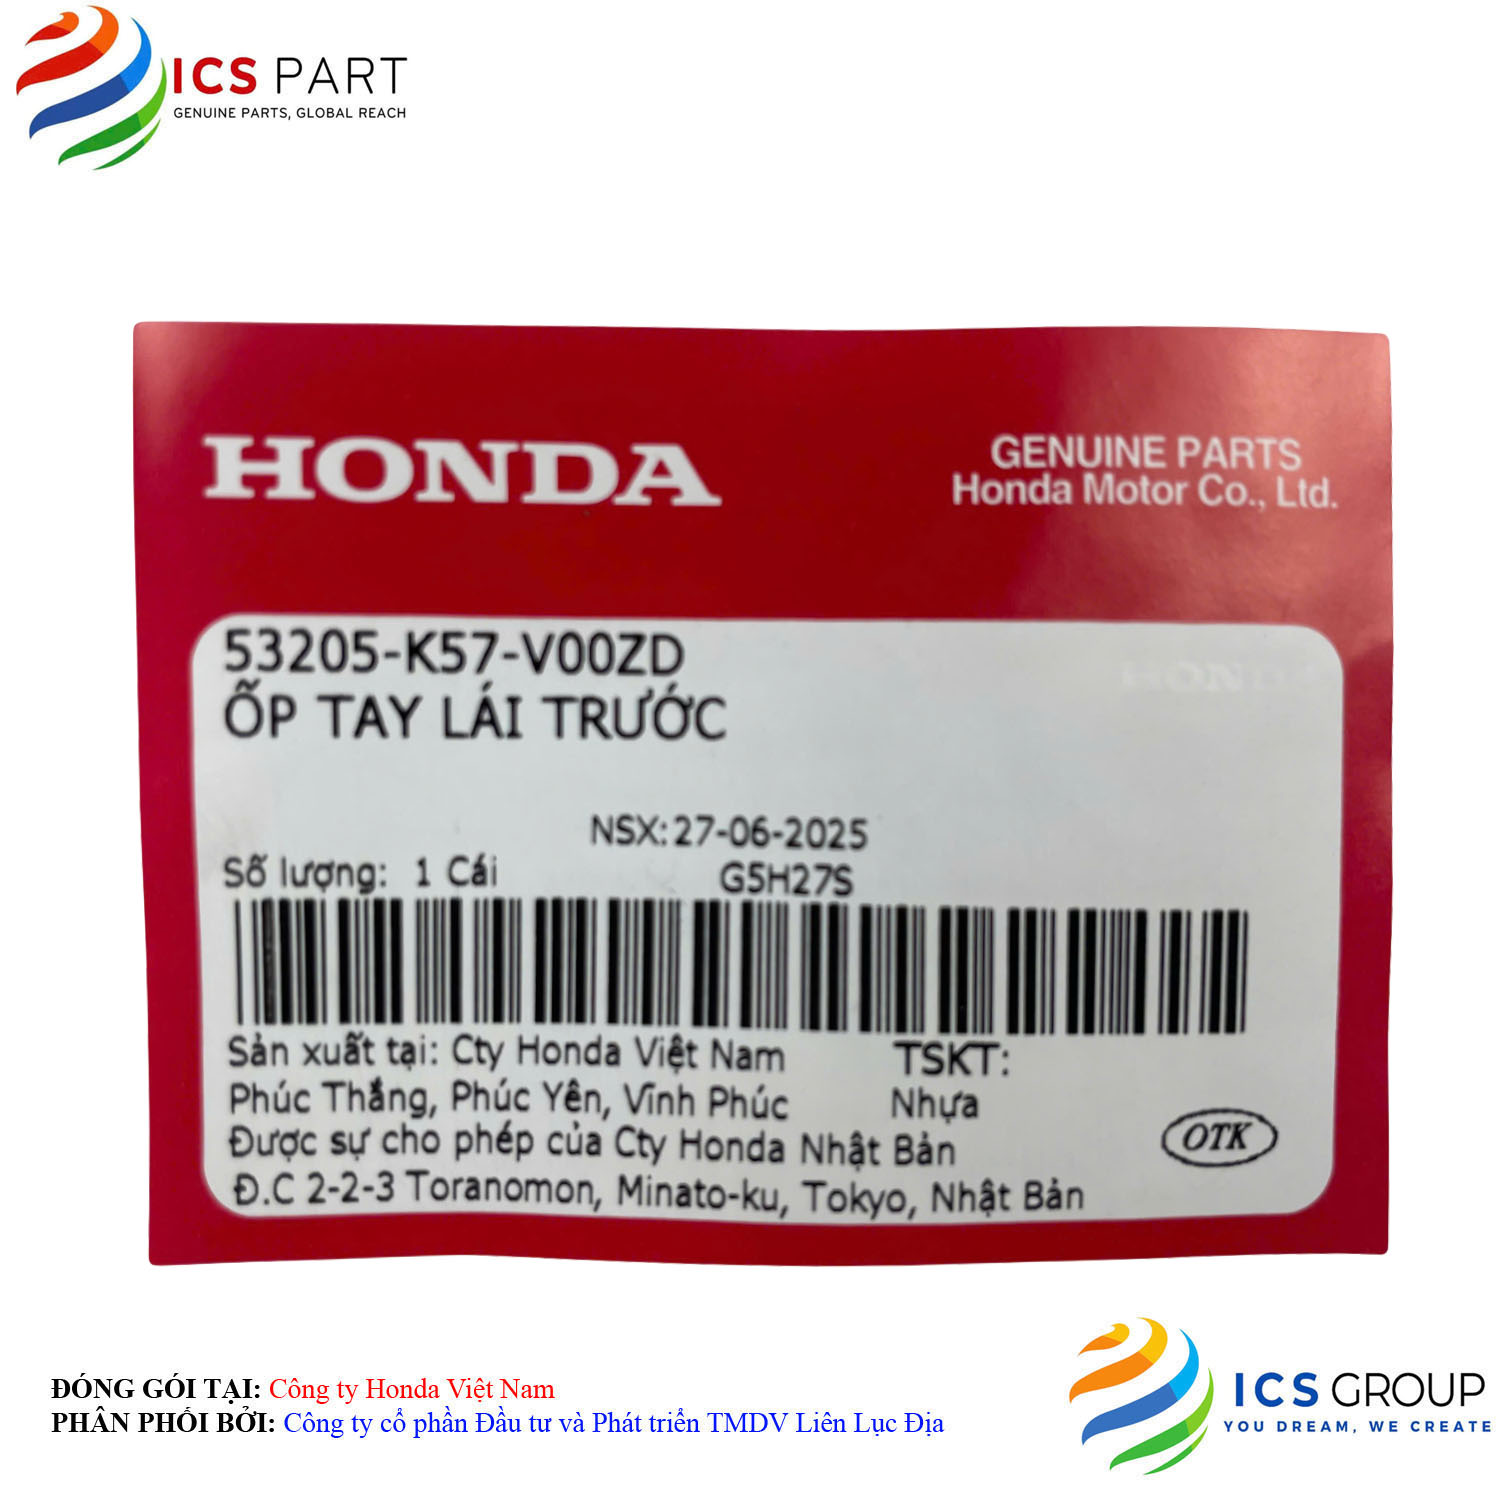 ICS PART
GENUINE PARTS, GLOBAL REACH
HONDA
GENUINE PARTS
Honda Motor Co., Ltd.
53205-K57-V00ZD
ỐP TAY LÁI TRƯỚC
HONDA
NSX: 27-06-2025
Số lượng: 1 Cái
G5H27S
Sản xuất tại: Cty Honda Việt Nam
TSKT:
Phúc Thắng, Phúc Yên, Vĩnh Phúc
Nhựa
Được sự cho phép của Cty Honda Nhật Bản
OTK
Đ.C 2-2-3 Toranomon, Minato-ku, Tokyo, Nhật Bản
ĐÓNG GÓI TẠI: Công ty Honda Việt Nam
PHÂN PHỐI BỞI: Công ty cổ phần Đầu tư và Phát triển TMDV Liên Lục Địa
ICS GROUP
YOU DREAM, WE CREATE